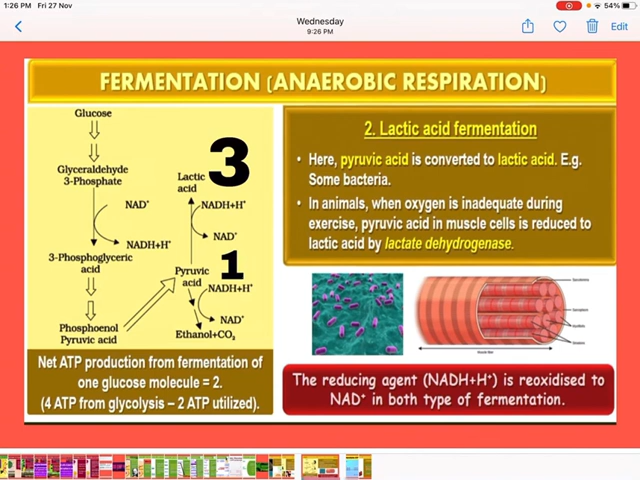 1:26 PM Fri 27 Nov
54%
Wednesday
9:26 PM
Edit
FERMENTATION (ANAEROBIC RESPIRATION)
Glucose
Glyceraldehyde
3-Phosphate
NAD⁺
NADH+H⁺
3-Phosphoglyceric
acid
Phosphoenol
Pyruvic acid
Lactic
acid
3
NADH+H⁺
NAD⁺
Pyruvic
acid
1
NADH+H⁺
NAD⁺
Ethanol+CO₂
Net ATP production from fermentation of
one glucose molecule = 2.
(4 ATP from glycolysis – 2 ATP utilized).
2. Lactic acid fermentation
• Here, pyruvic acid is converted to lactic acid. E.g.
Some bacteria.
• In animals, when oxygen is inadequate during
exercise, pyruvic acid in muscle cells is reduced to
lactic acid by lactate dehydrogenase.
The reducing agent (NADH+H⁺) is reoxidised to
NAD⁺ in both type of fermentation.